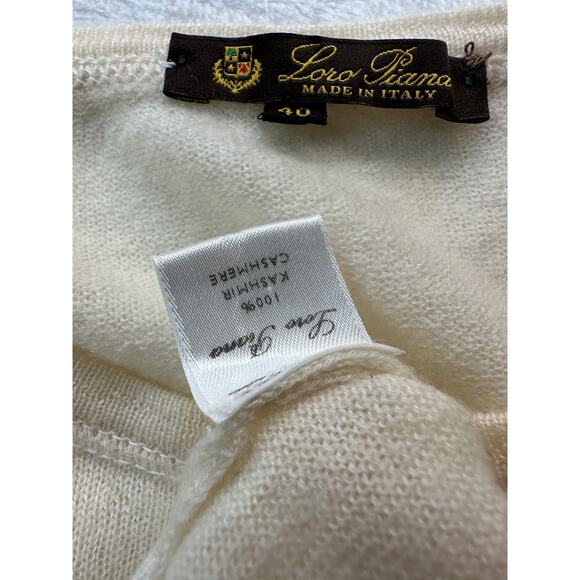 Loro Piana
MADE IN ITALY
40
Loro Piana
100%
KASHMIR
CASHMERE